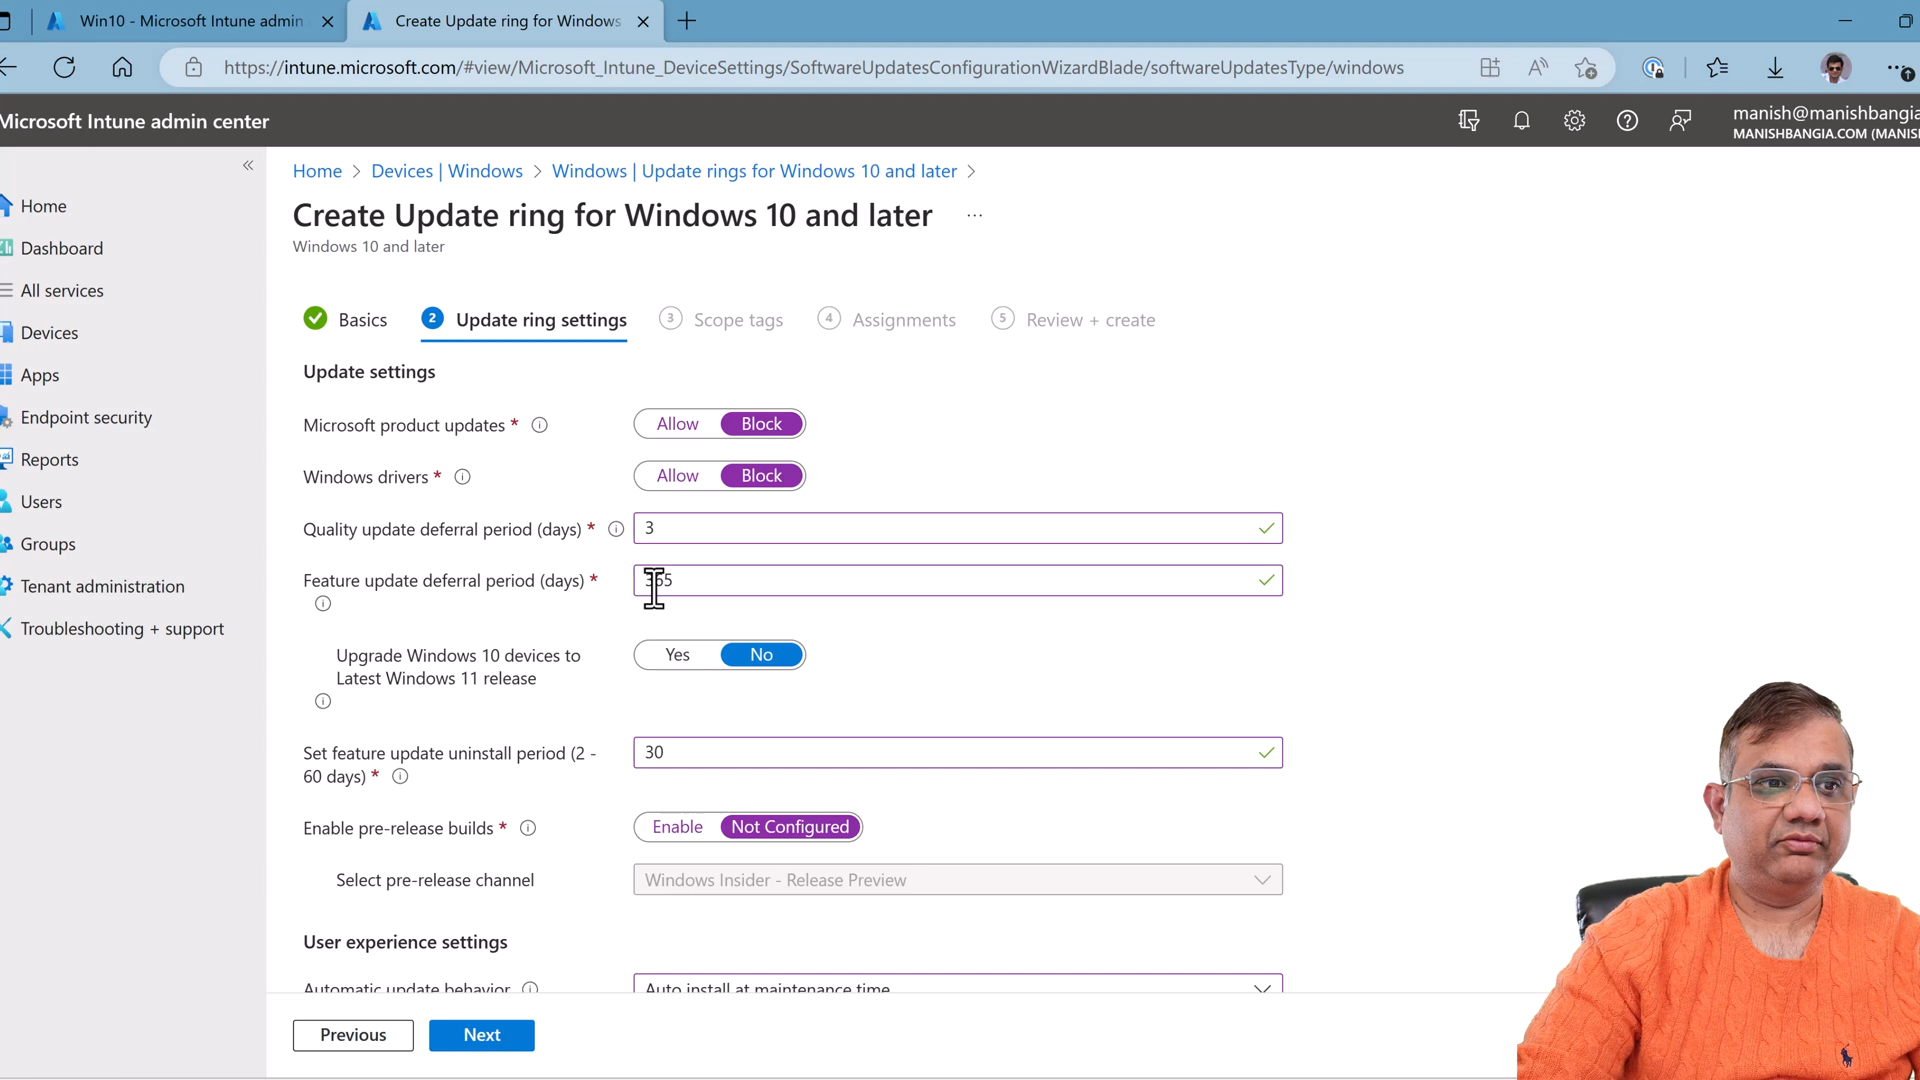 Win10 - Microsoft Intune admin
Create Update ring for Windows
https://intune.microsoft.com/#view/Microsoft_Intune_DeviceSettings/SoftwareUpdatesConfigurationWizardBlade/softwareUpdatesType/windows
Microsoft Intune admin center
manish@manishbangia
MANISHBANGIA.COM (MANIS
Home > Devices | Windows > Windows | Update rings for Windows 10 and later >
Create Update ring for Windows 10 and later ...
Windows 10 and later
Home
Dashboard
All services
Devices
Apps
Endpoint security
Reports
Users
Groups
Tenant administration
Troubleshooting + support
Basics
2 Update ring settings
3 Scope tags
4 Assignments
5 Review + create
Update settings
Microsoft product updates *
Allow Block
Windows drivers *
Allow Block
Quality update deferral period (days) *
3
Feature update deferral period (days) *
365
Upgrade Windows 10 devices to
Latest Windows 11 release
Yes No
Set feature update uninstall period (2 -
60 days) *
30
Enable pre-release builds *
Enable Not Configured
Select pre-release channel
Windows Insider - Release Preview
User experience settings
Automatic update behavior
Auto install at maintenance time
Previous Next